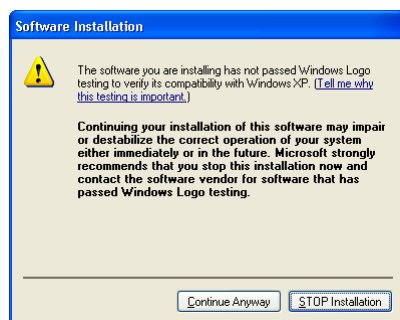 Software Installation
The software you are installing has not passed Windows Logo
testing to verify its compatibility with Windows XP. (Tell me why
this testing is important.)
Continuing your installation of this software may impair
or destabilize the correct operation of your system
either immediately or in the future. Microsoft strongly
recommends that you stop this installation now and
contact the software vendor for software that has
passed Windows Logo testing.
Continue Anyway STOP Installation